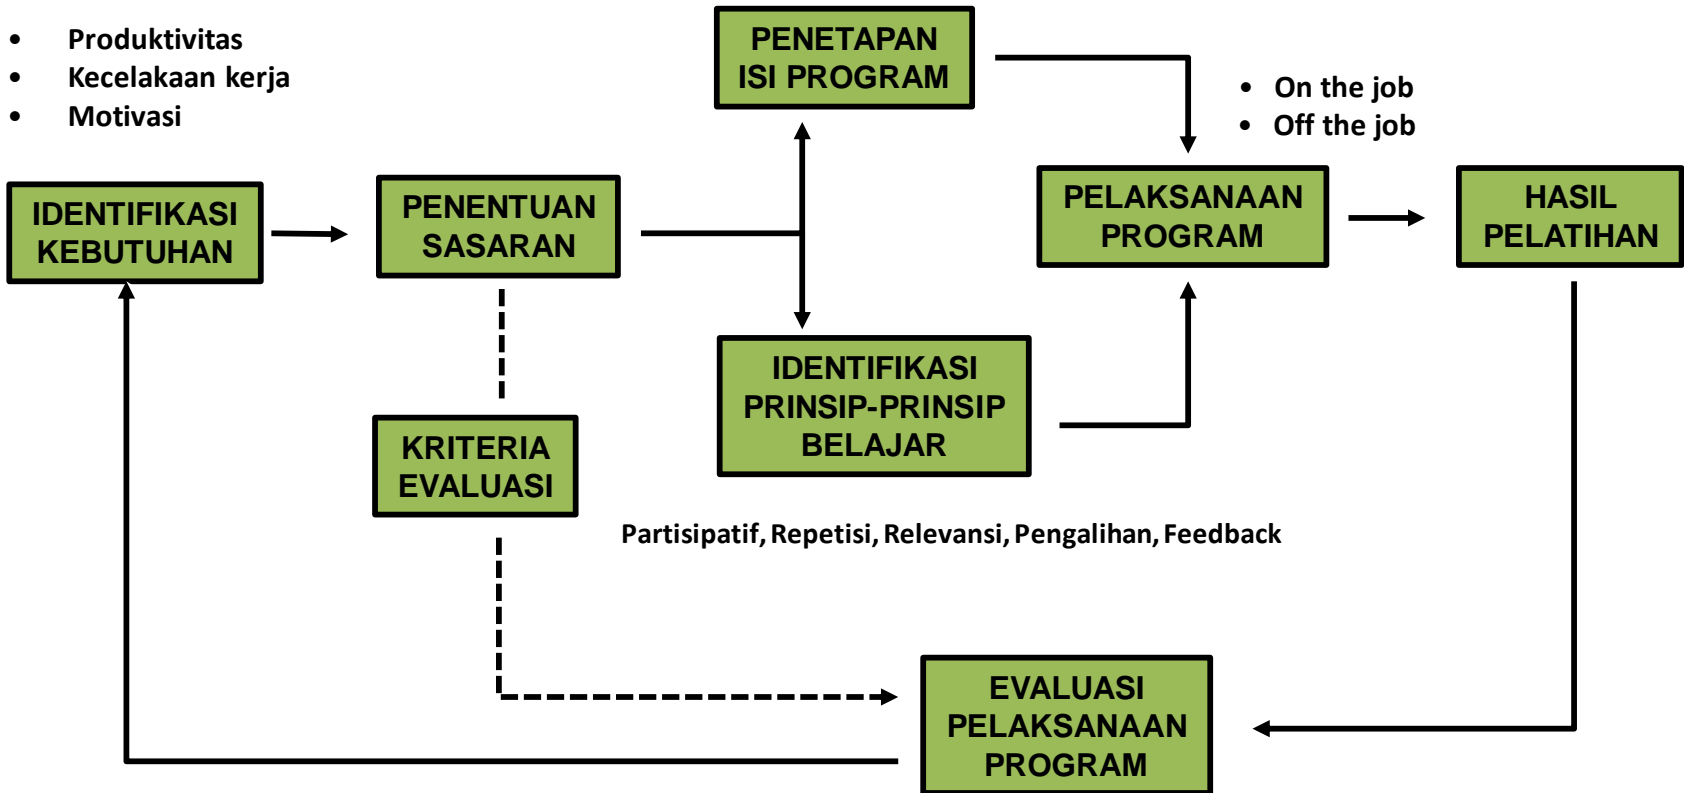 • Produktivitas
• Kecelakaan kerja
• Motivasi
PENETAPAN
ISI PROGRAM
• On the job
• Off the job
IDENTIFIKASI
KEBUTUHAN
PENENTUAN
SASARAN
PELAKSANAAN
PROGRAM
HASIL
PELATIHAN
IDENTIFIKASI
PRINSIP-PRINSIP
BELAJAR
KRITERIA
EVALUASI
Partisipatif, Repetisi, Relevansi, Pengalihan, Feedback
EVALUASI
PELAKSANAAN
PROGRAM